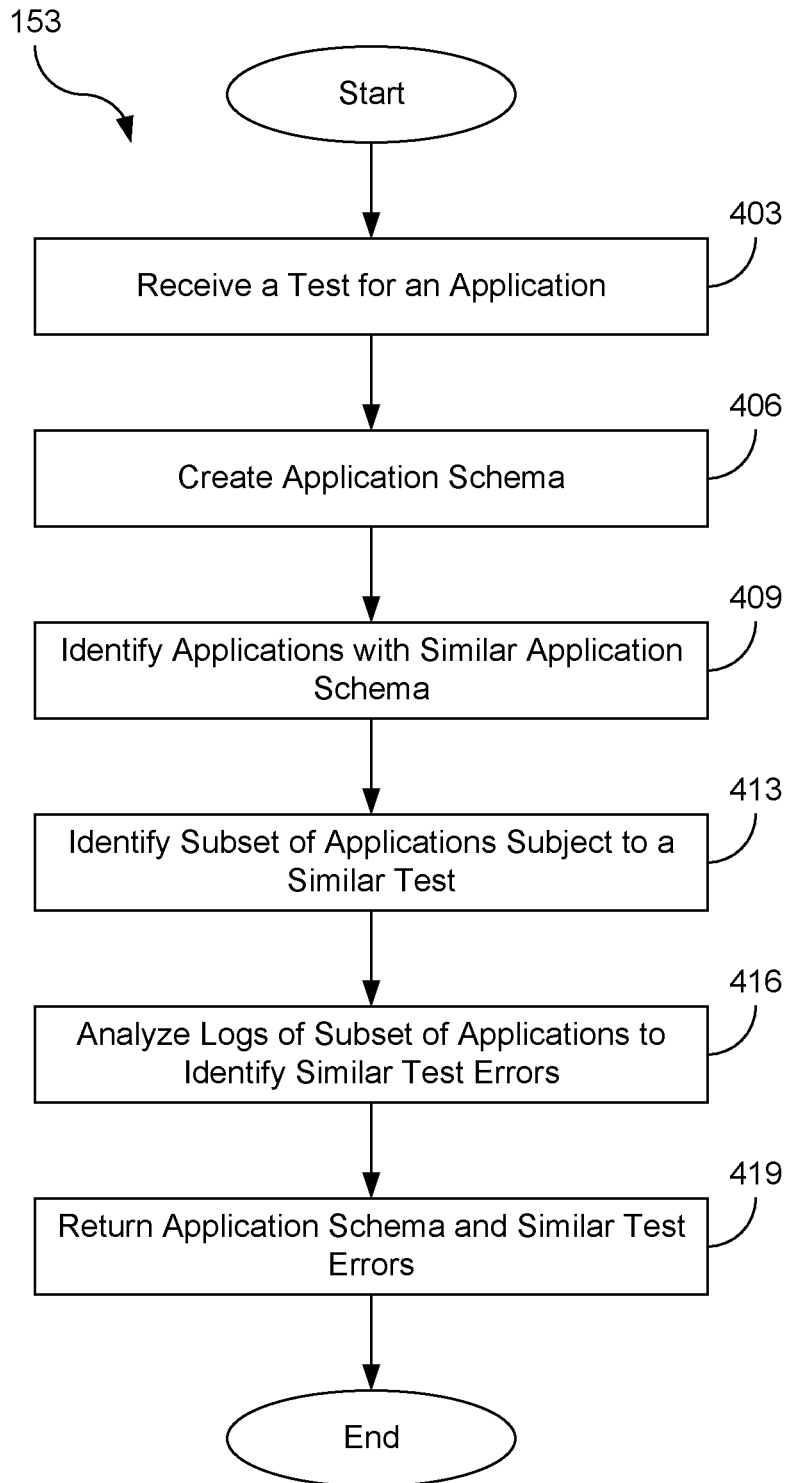 153
Start
403
Receive a Test for an Application
406
Create Application Schema
409
Identify Applications with Similar Application
Schema
413
Identify Subset of Applications Subject to a
Similar Test
416
Analyze Logs of Subset of Applications to
Identify Similar Test Errors
419
Return Application Schema and Similar Test
Errors
End